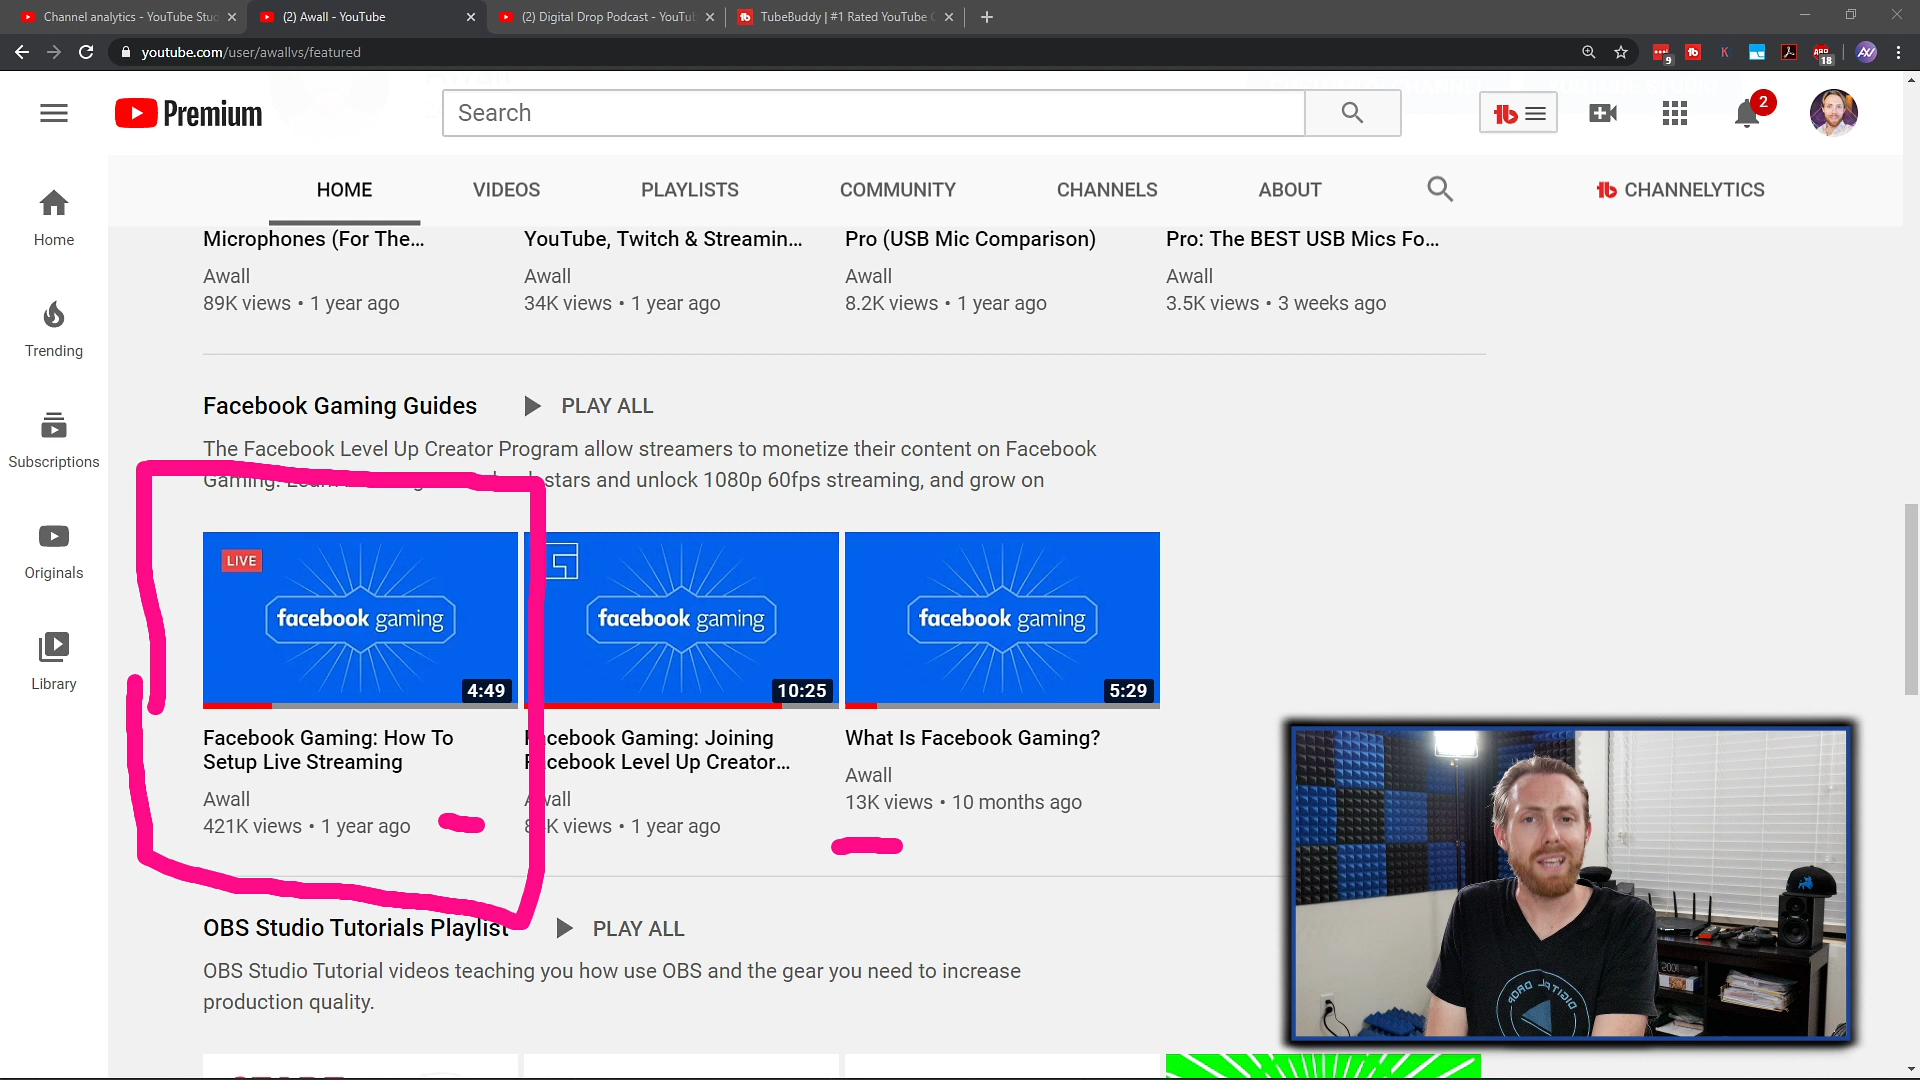 Channel analytics - YouTube Stu
(2) Awall - YouTube
(2) Digital Drop Podcast - YouTu
TubeBuddy | #1 Rated YouTube C
youtube.com/user/awallvs/featured
9
18
Premium
Search
2
HOME
VIDEOS
PLAYLISTS
COMMUNITY
CHANNELS
ABOUT
CHANNELYTICS
Home
Trending
Subscriptions
Originals
Library
Microphones (For The...
Awall
89K views • 1 year ago
YouTube, Twitch & Streamin...
Awall
34K views • 1 year ago
Pro (USB Mic Comparison)
Awall
8.2K views • 1 year ago
Pro: The BEST USB Mics Fo...
Awall
3.5K views • 3 weeks ago
Facebook Gaming Guides
PLAY ALL
The Facebook Level Up Creator Program allow streamers to monetize their content on Facebook
Gaming. stars and unlock 1080p 60fps streaming, and grow on
LIVE
facebook gaming
4:49
facebook gaming
10:25
facebook gaming
5:29
Facebook Gaming: How To
Setup Live Streaming
Awall
421K views • 1 year ago
Facebook Gaming: Joining
Facebook Level Up Creator...
Awall
K views • 1 year ago
What Is Facebook Gaming?
Awall
13K views • 10 months ago
OBS Studio Tutorials Playlist
PLAY ALL
OBS Studio Tutorial videos teaching you how use OBS and the gear you need to increase
production quality.
DIGITAL DROP